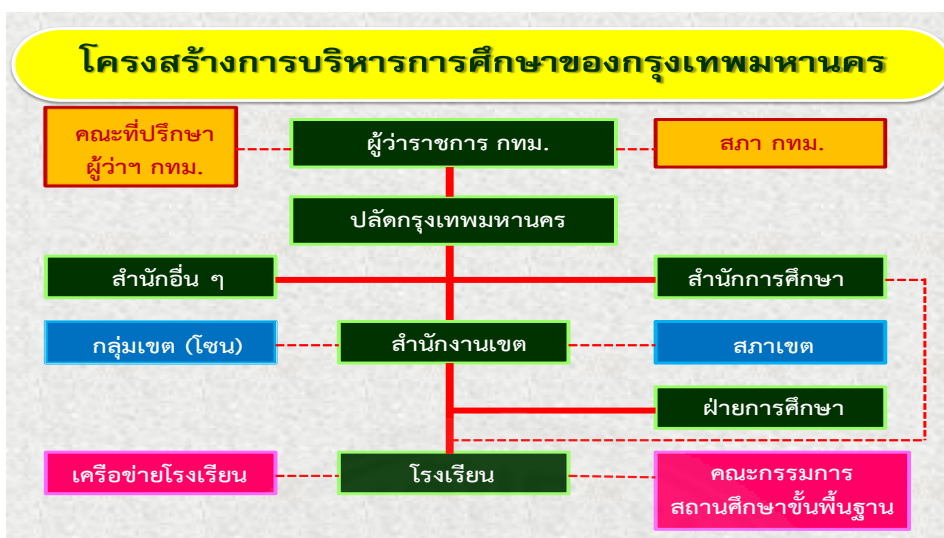 โครงสร้างการบริหารการศึกษาของกรุงเทพมหานคร
คณะที่ปรึกษา
ผู้ว่าฯ กทม.
ผู้ว่าราชการ กทม.
สภา กทม.
ปลัดกรุงเทพมหานคร
สำนักอื่น ๆ
สำนักการศึกษา
กลุ่มเขต (โซน)
สำนักงานเขต
สภาเขต
ฝ่ายการศึกษา
เครือข่ายโรงเรียน
โรงเรียน
คณะกรรมการ
สถานศึกษาขั้นพื้นฐาน